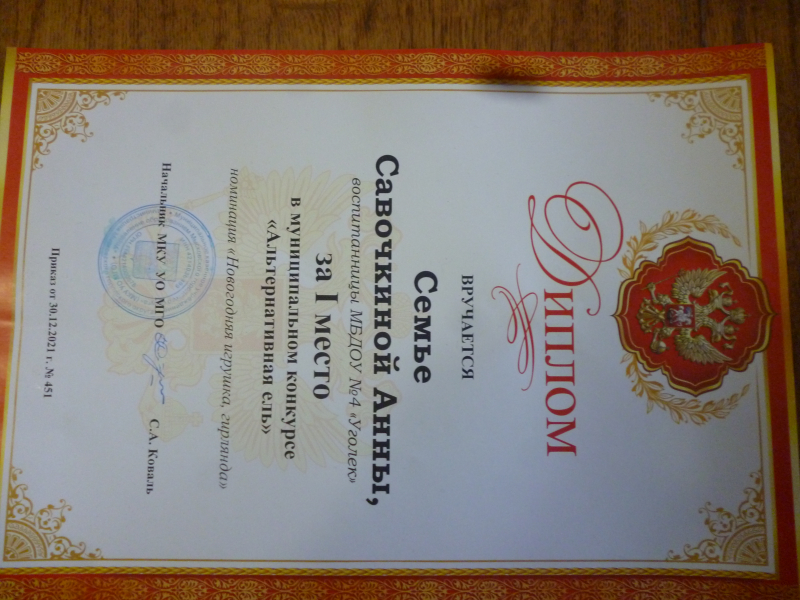 ДИПЛОМ
ВРУЧАЕТСЯ
Семье
Савочкиной Анны,
воспитанницы МБДОУ №4 «Уголек»
за I место
в муниципальном конкурсе
«Альтернативная ель»
номинация «Новогодняя игрушка, гирлянда»
Начальник МКУ УО МГО С.А. Коваль
Приказ от 30.12.2021 г. № 451